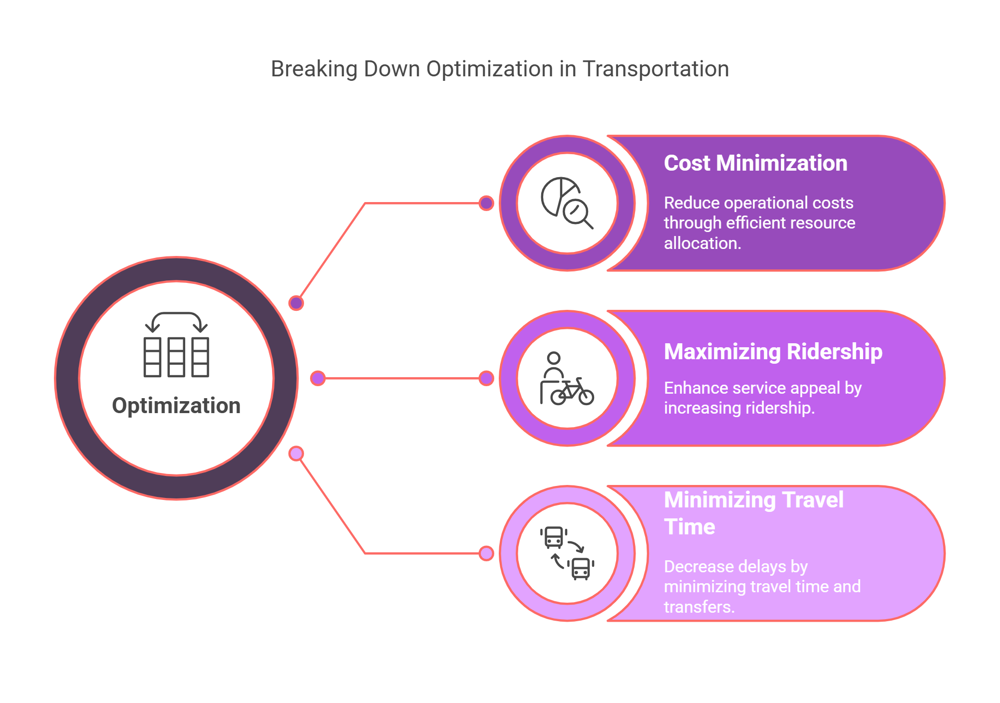 Breaking Down Optimization in Transportation
Optimization
Cost Minimization
Reduce operational costs
through efficient resource
allocation.
Maximizing Ridership
Enhance service appeal by
increasing ridership.
Minimizing Travel
Time
Decrease delays by
minimizing travel time and
transfers.